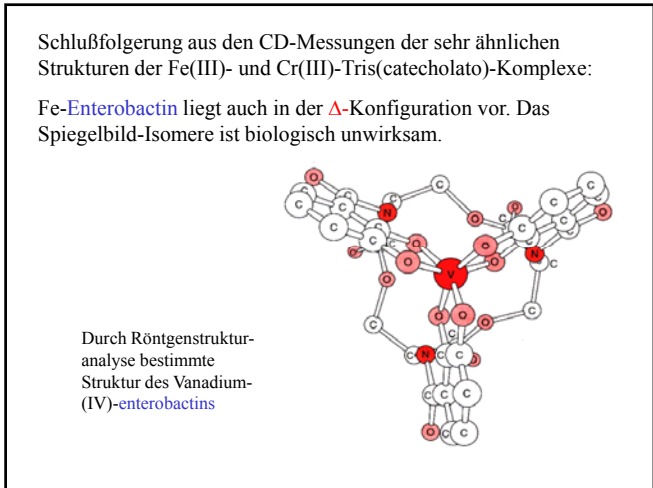 Schlußfolgerung aus den CD-Messungen der sehr ähnlichen
Strukturen der Fe(III)- und Cr(III)-Tris(catecholato)-Komplexe:
Fe-Enterobactin liegt auch in der Δ-Konfiguration vor. Das
Spiegelbild-Isomere ist biologisch unwirksam.
Durch Röntgenstruktur-
analyse bestimmte
Struktur des Vanadium-
(IV)-enterobactins